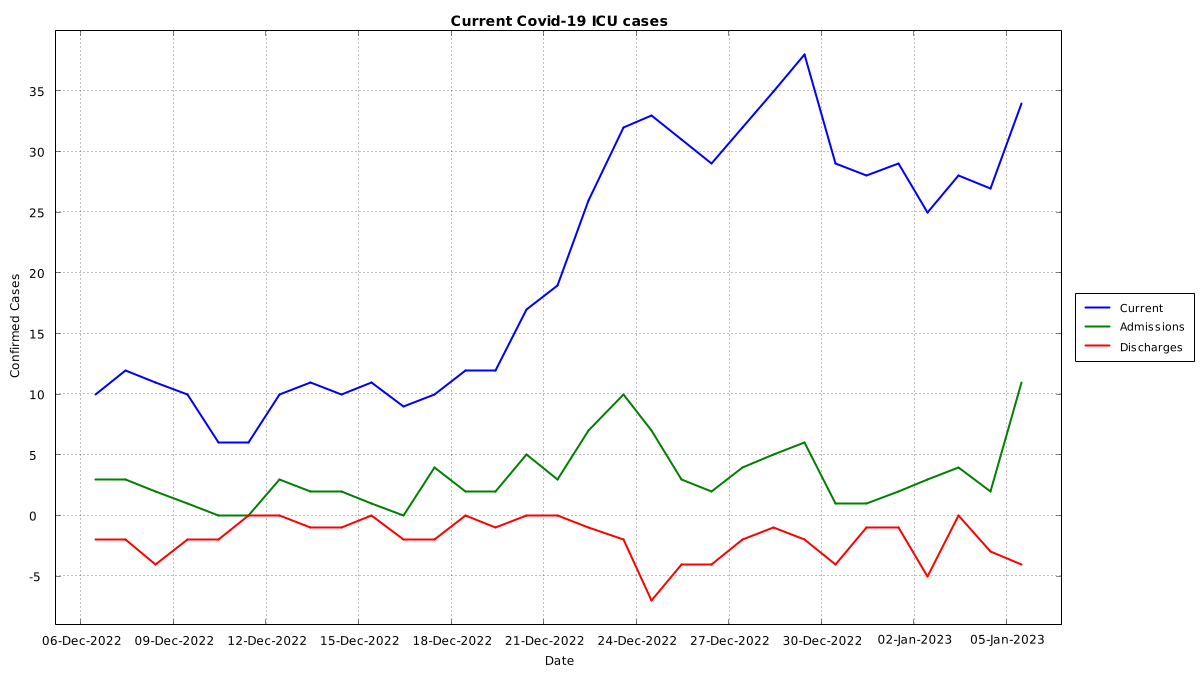 Current Covid-19 ICU cases
Confirmed Cases
35
30
25
20
15
10
5
0
-5
06-Dec-2022 09-Dec-2022 12-Dec-2022 15-Dec-2022 18-Dec-2022 21-Dec-2022 24-Dec-2022 27-Dec-2022 30-Dec-2022 02-Jan-2023 05-Jan-2023
Date
Current
Admissions
Discharges